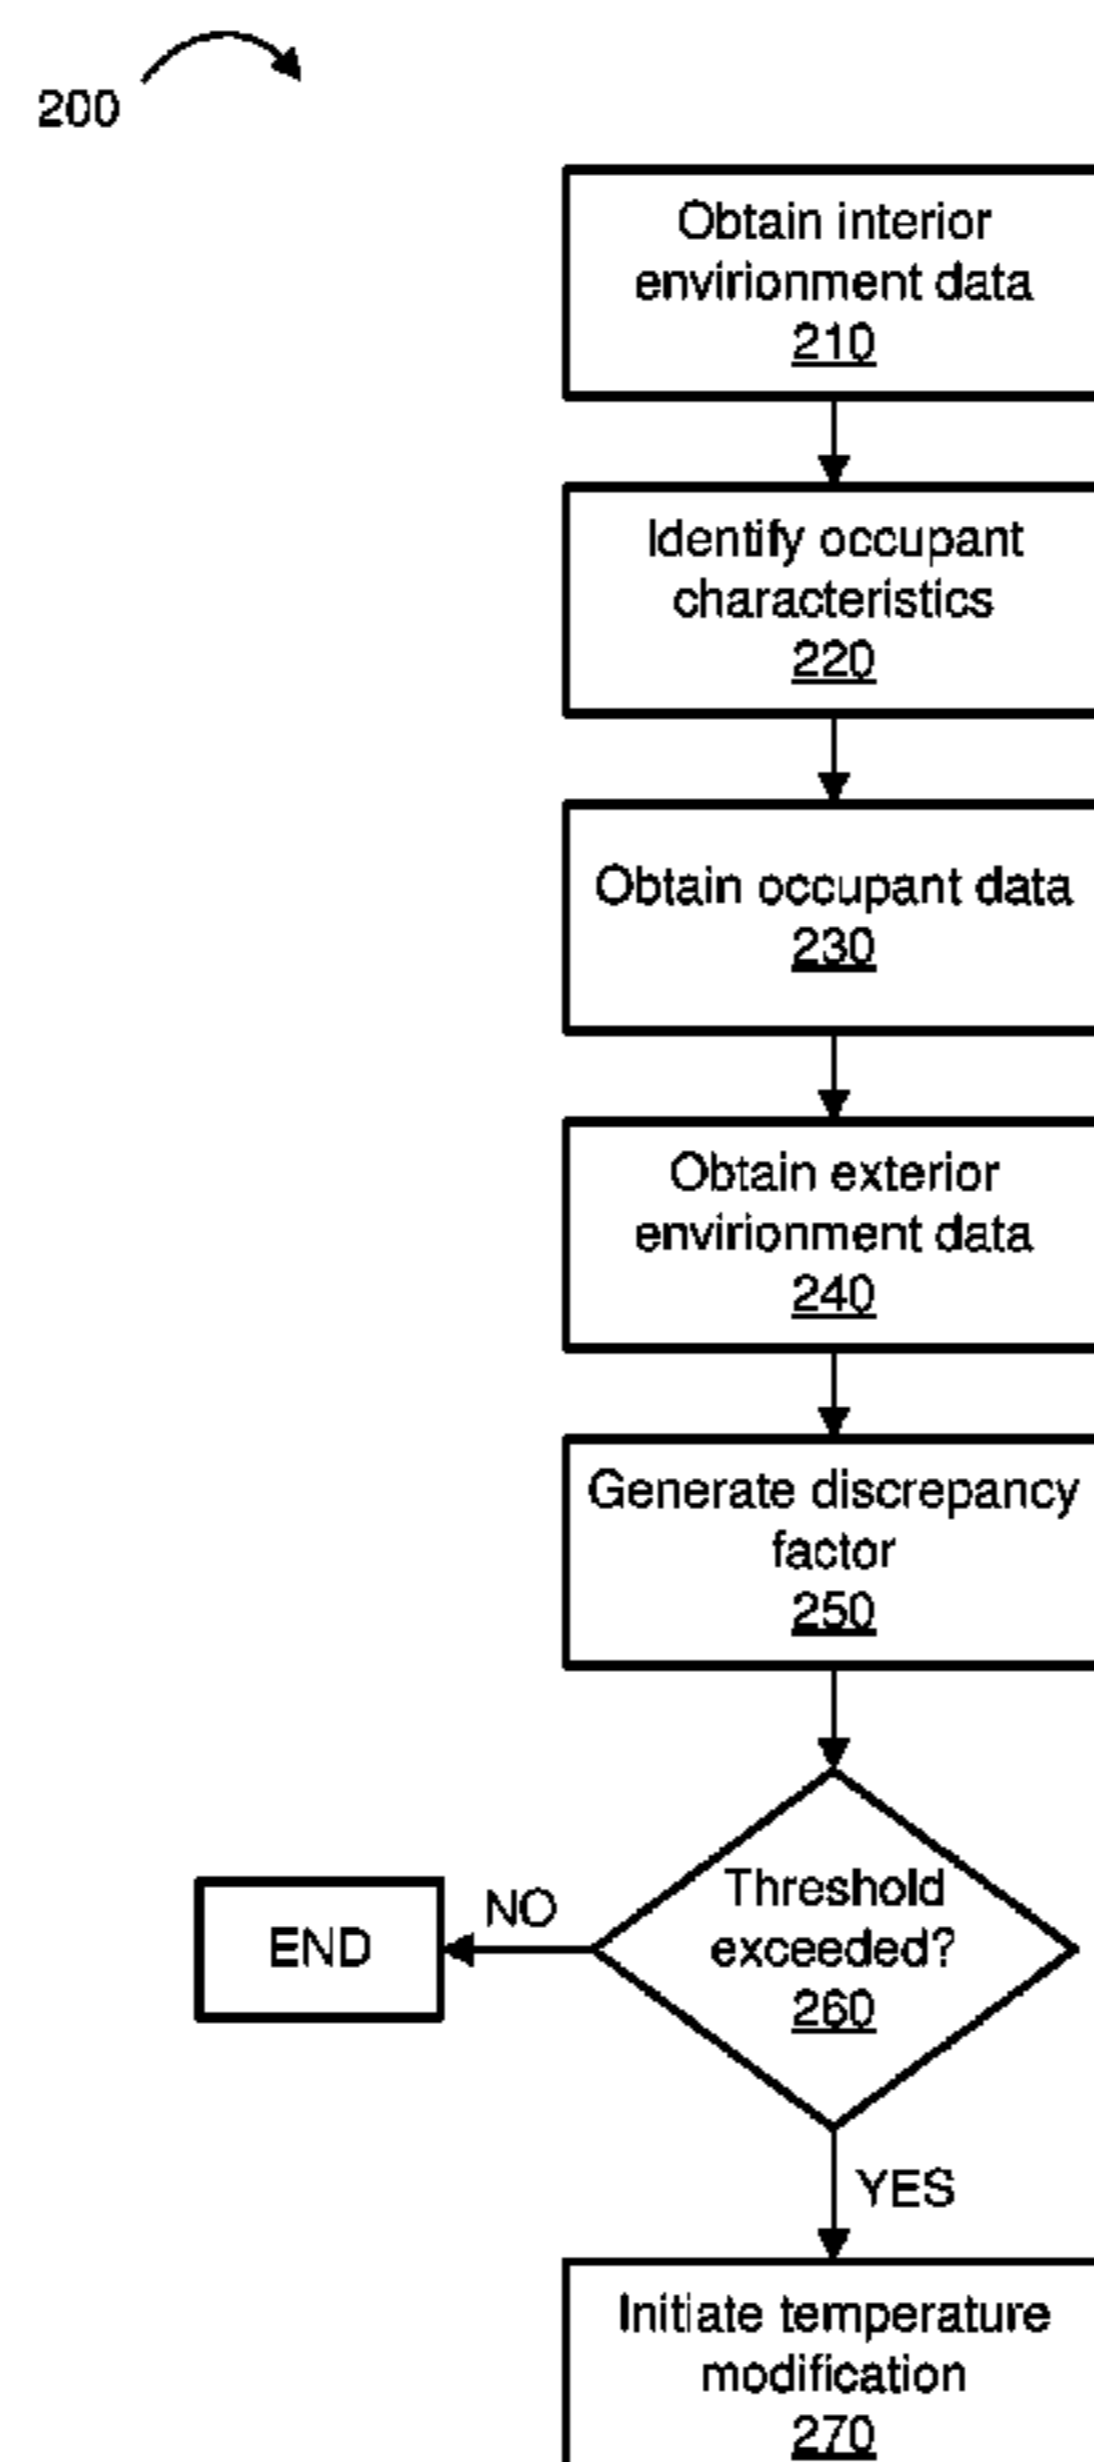 200
Obtain interior
envirionment data
210
Identify occupant
characteristics
220
Obtain occupant data
230
Obtain exterior
envirionment data
240
Generate discrepancy
factor
250
Threshold
exceeded?
260
NO
END
YES
Initiate temperature
modification
270